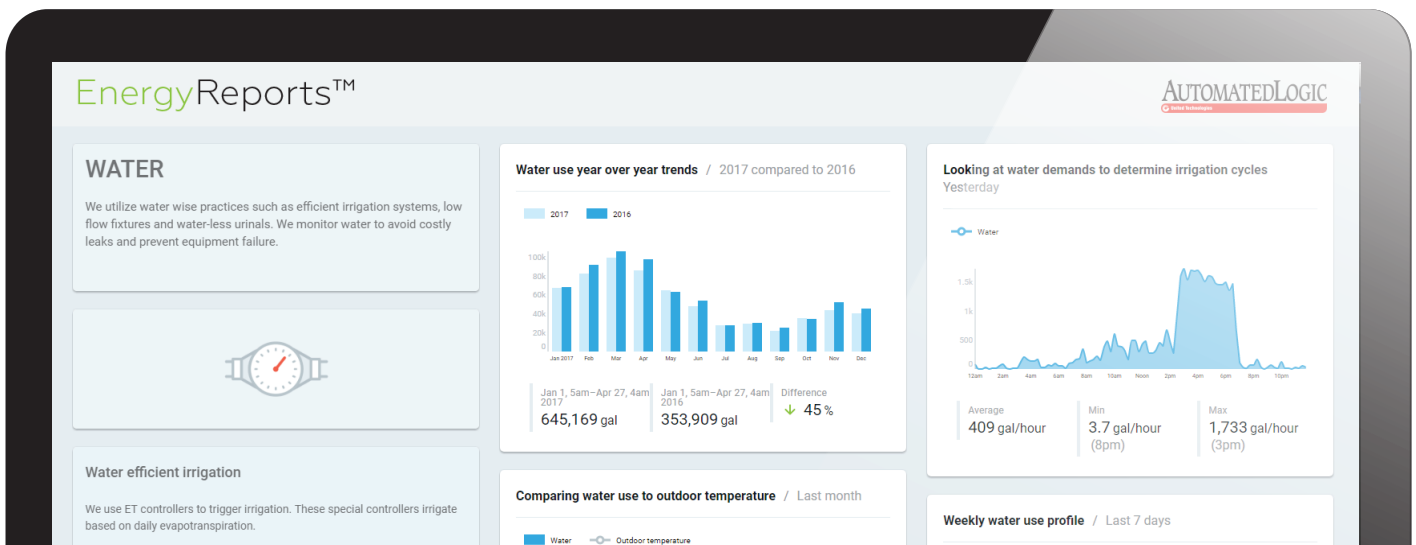 EnergyReports™
AUTOMATEDLOGIC
United Technologies
WATER
We utilize water wise practices such as efficient irrigation systems, low
flow fixtures and water-less urinals. We monitor water to avoid costly
leaks and prevent equipment failure.
Water efficient irrigation
We use ET controllers to trigger irrigation. These special controllers irrigate
based on daily evapotranspiration.
Water use year over year trends / 2017 compared to 2016
2017 2016
100k
80k
60k
40k
20k
0
Jan 2017 Feb Mar Apr May Jun Jul Aug Sep Oct Nov Dec
Jan 1, 5am–Apr 27, 4am
2017
645,169 gal
Jan 1, 5am–Apr 27, 4am
2016
353,909 gal
Difference
45 %
Comparing water use to outdoor temperature / Last month
Water Outdoor temperature
Looking at water demands to determine irrigation cycles
Yesterday
Water
1.5k
1k
500
0
12am 2am 4am 6am 8am 10am Noon 2pm 4pm 6pm 8pm 10pm
Average
409 gal/hour
Min
3.7 gal/hour
(8pm)
Max
1,733 gal/hour
(3pm)
Weekly water use profile / Last 7 days